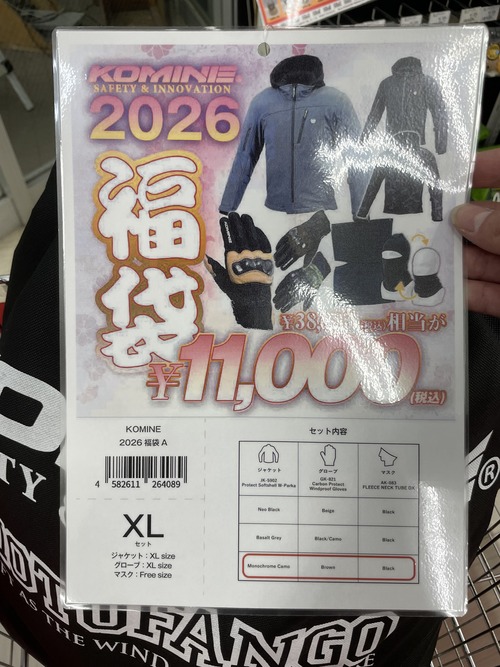 KOMINE
SAFETY & INNOVATION
2026
福袋
相当が
¥11,000
(税込)
KOMINE
2026 福袋 A
4 582611 264089
XL
セット
ジャケット : XL size
グローブ : XL size
マスク : Free size
セット内容
ジャケット グローブ マスク
JK-5002 GK-821 AK-083
Protect Softshell W-Parka Carbon Protect Windproof Gloves FLEECE NECK TUBE DX
Neo Black Beige Black
Basalt Grey Black/Camo Black
Monochrome Camo Brown Black
MOTOFANGO
AS THE WIND
®